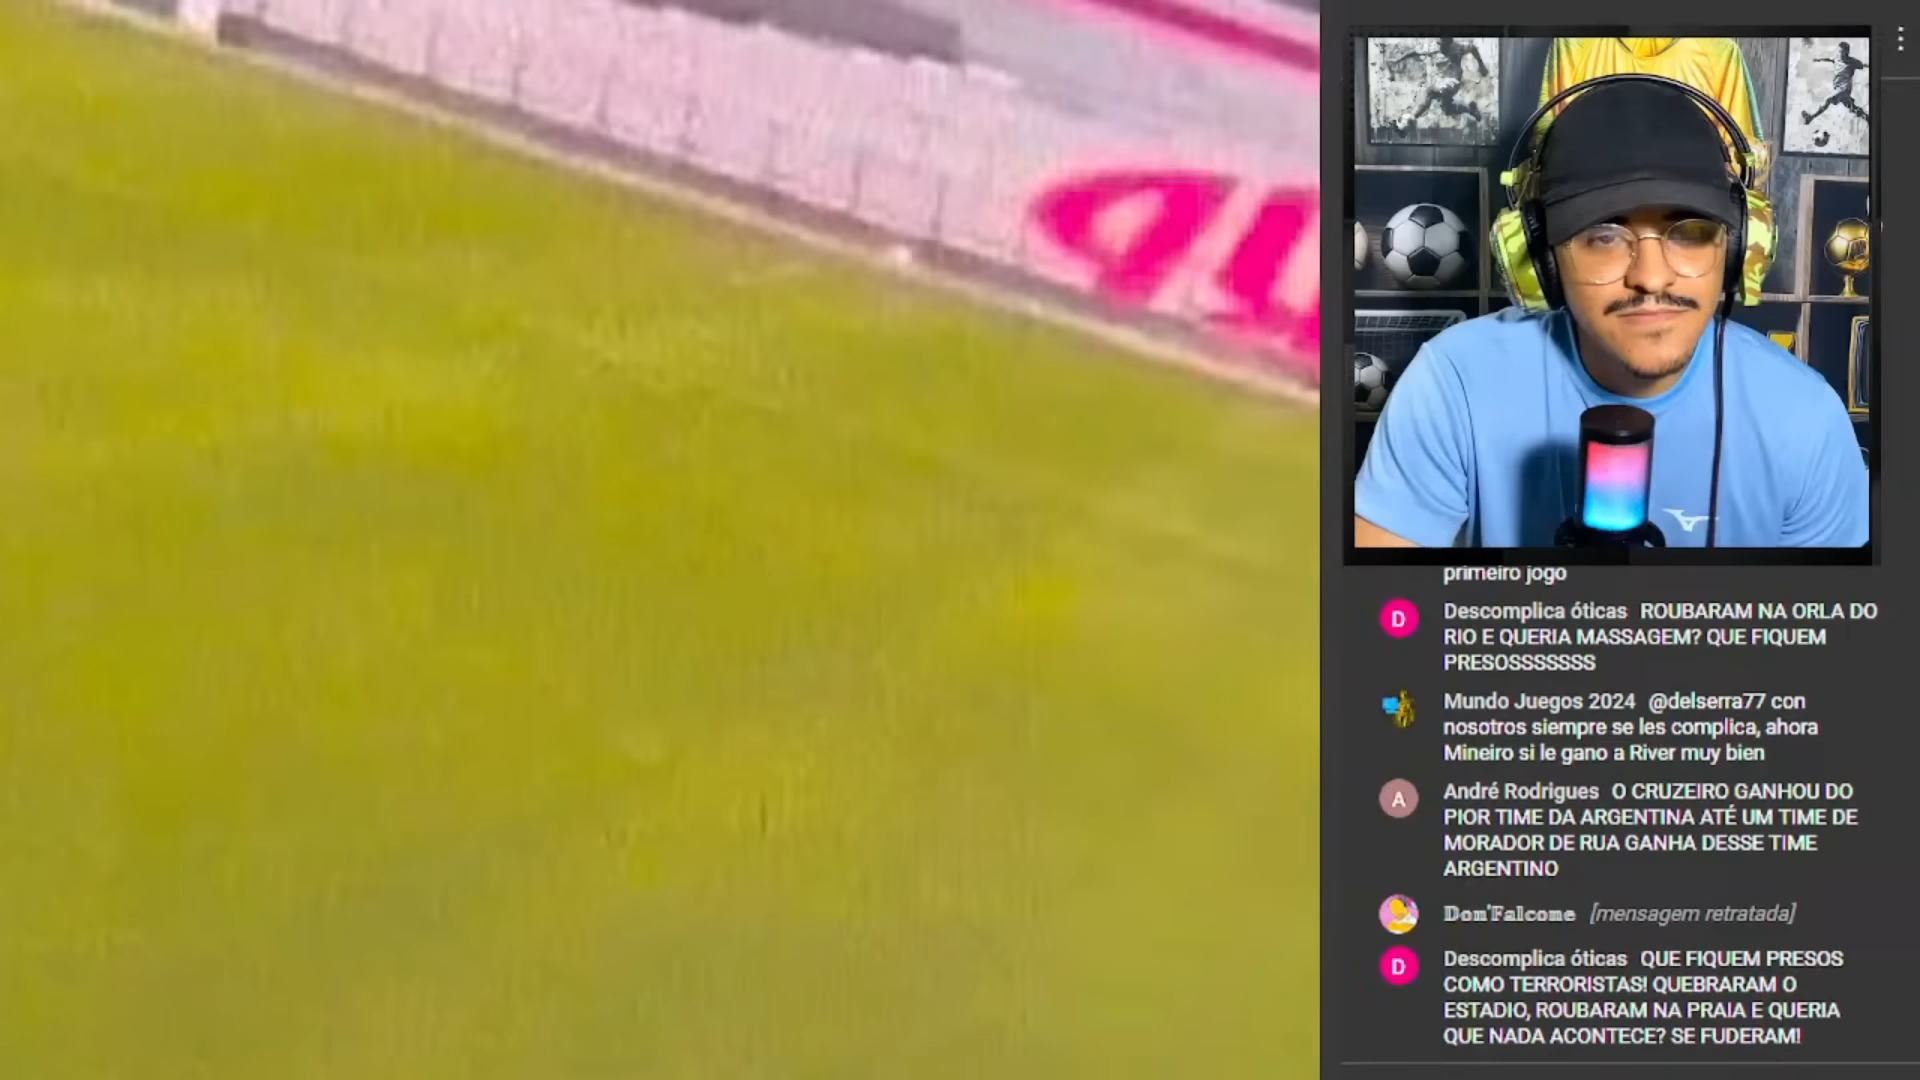 primeiro jogo
D
Descomplica óticas ROUBARAM NA ORLA DO
RIO E QUERIA MASSAGEM? QUE FIQUEM
PRESOSSSSSSS
Mundo Juegos 2024 @delserra77 con
nosotros siempre se les complica, ahora
Mineiro si le gano a River muy bien
A
André Rodrigues O CRUZEIRO GANHOU DO
PIOR TIME DA ARGENTINA ATÉ UM TIME DE
MORADOR DE RUA GANHA DESSE TIME
ARGENTINO
Don'Falcone [mensagem retratada]
D
Descomplica óticas QUE FIQUEM PRESOS
COMO TERRORISTAS! QUEBRARAM O
ESTADIO, ROUBARAM NA PRAIA E QUERIA
QUE NADA ACONTECE? SE FUDERAM!